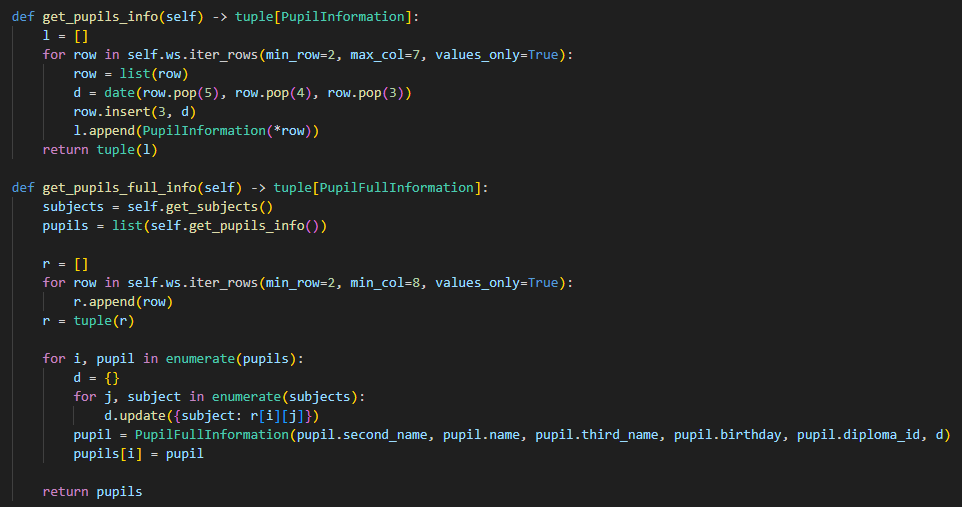 def get_pupils_info(self) -> tuple[PupilInformation]:
    l = []
    for row in self.ws.iter_rows(min_row=2, max_col=7, values_only=True):
        row = list(row)
        d = date(row.pop(5), row.pop(4), row.pop(3))
        row.insert(3, d)
        l.append(PupilInformation(*row))
    return tuple(l)

def get_pupils_full_info(self) -> tuple[PupilFullInformation]:
    subjects = self.get_subjects()
    pupils = list(self.get_pupils_info())

    r = []
    for row in self.ws.iter_rows(min_row=2, min_col=8, values_only=True):
        r.append(row)
    r = tuple(r)

    for i, pupil in enumerate(pupils):
        d = {}
        for j, subject in enumerate(subjects):
            d.update({subject: r[i][j]})
        pupil = PupilFullInformation(pupil.second_name, pupil.name, pupil.third_name, pupil.birthday, pupil.diploma_id, d)
        pupils[i] = pupil

    return pupils